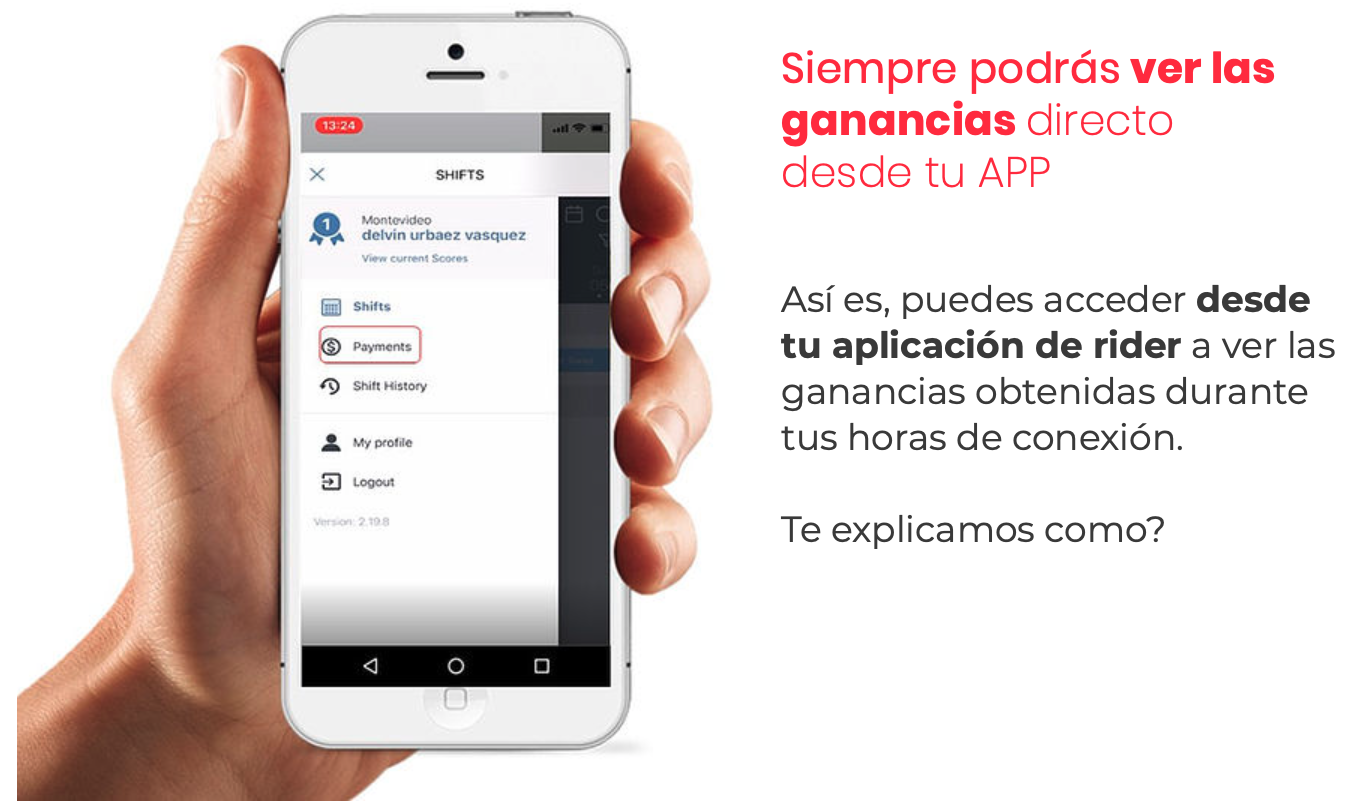 13:24
SHIFTS
1
Montevideo
delvin urbaez vasquez
View current Scores
Shifts
Payments
Shift History
My profile
Logout
Version: 2.19.8
Siempre podrás ver las
ganancias directo
desde tu APP
Así es, puedes acceder desde
tu aplicación de rider a ver las
ganancias obtenidas durante
tus horas de conexión.
Te explicamos como?